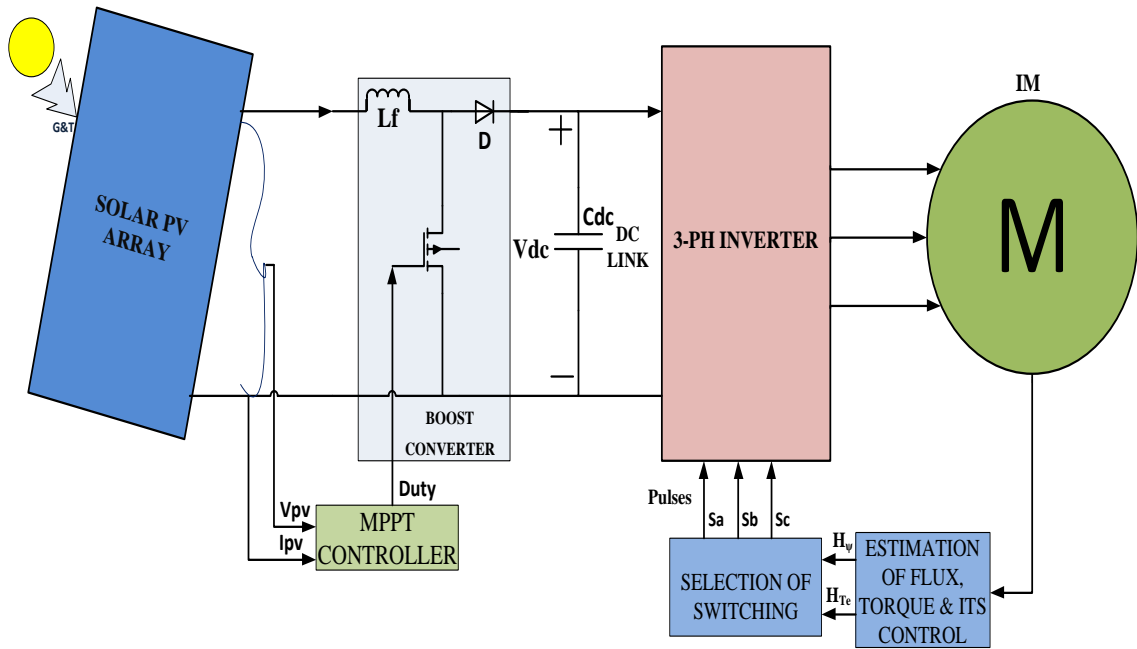 G&T
SOLAR PV
ARRAY
Lf
D
BOOST
CONVERTER
Duty
Vpv
Ipv
MPPT
CONTROLLER
+
Cdc
Vdc
DC
LINK
−
3-PH INVERTER
IM
M
Pulses
Sa Sb Sc
SELECTION OF
SWITCHING
Hψ
HTe
ESTIMATION
OF FLUX,
TORQUE & ITS
CONTROL